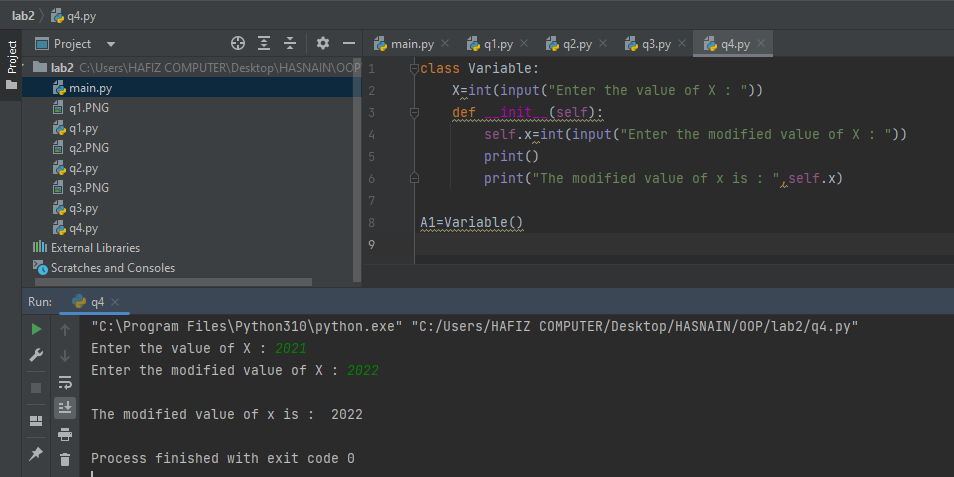 lab2 q4.py
Project
Project
main.py q1.py q2.py q3.py q4.py
lab2 C:\Users\HAFIZ COMPUTER\Desktop\HASNAIN\OOP
main.py
q1.PNG
q1.py
q2.PNG
q2.py
q3.PNG
q3.py
q4.py
External Libraries
Scratches and Consoles
1 class Variable:
2 X=int(input("Enter the value of X : "))
3 def __init__(self):
4 self.x=int(input("Enter the modified value of X : "))
5 print()
6 print("The modified value of x is : ",self.x)
7
8 A1=Variable()
9
Run: q4
"C:\Program Files\Python310\python.exe" "C:/Users/HAFIZ COMPUTER/Desktop/HASNAIN/OOP/lab2/q4.py"
Enter the value of X : 2021
Enter the modified value of X : 2022
The modified value of x is :  2022
Process finished with exit code 0